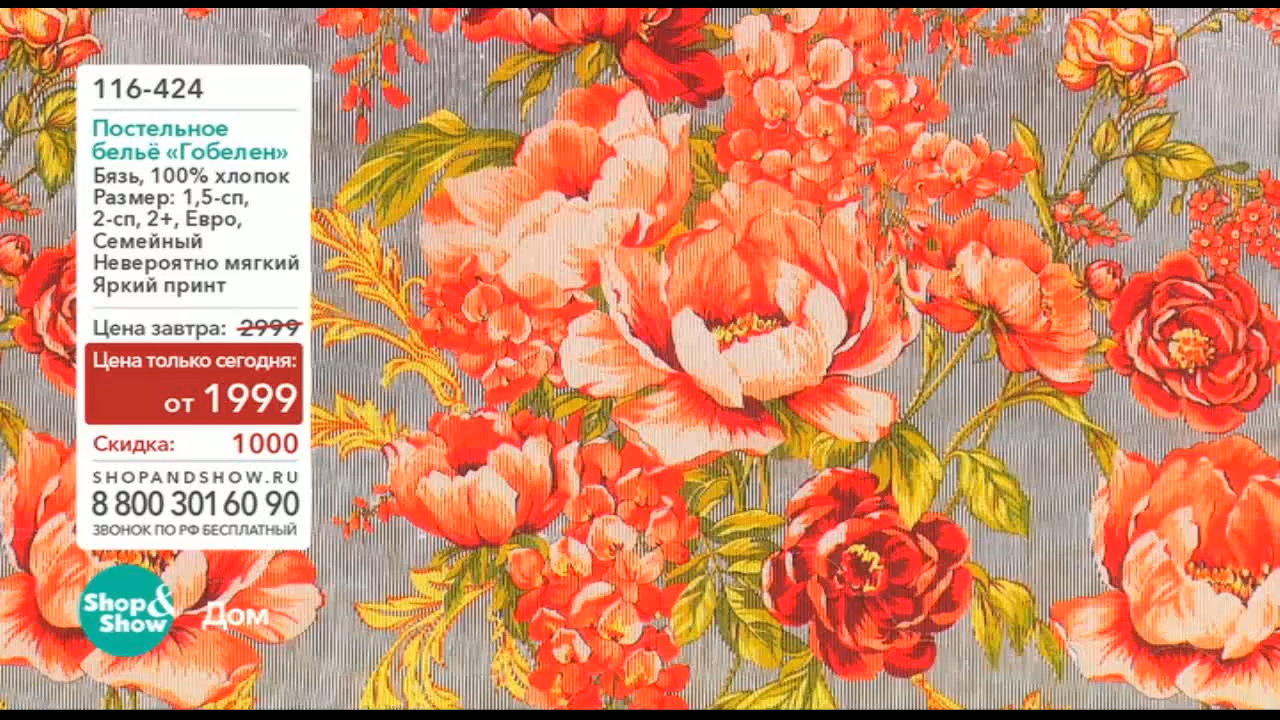 116-424
Постельное
бельё «Гобелен»
Бязь, 100% хлопок
Размер: 1,5-сп,
2-сп, 2+, Евро,
Семейный
Невероятно мягкий
Яркий принт
Цена завтра: 2999
Цена только сегодня:
от 1999
Скидка: 1000
SHOPANDSHOW.RU
8 800 301 60 90
ЗВОНОК ПО РФ БЕСПЛАТНЫЙ
Shop&
Show Дом